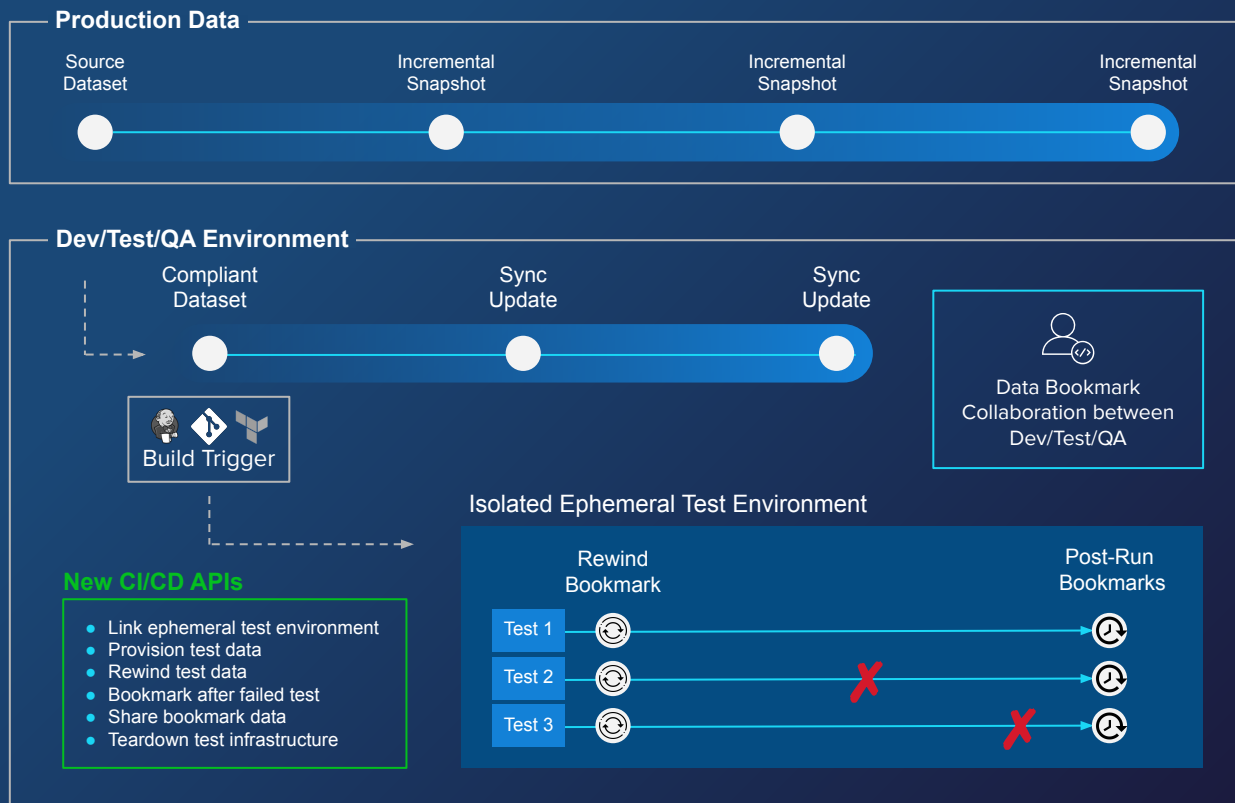 Production Data
Source
Dataset
Incremental
Snapshot
Incremental
Snapshot
Incremental
Snapshot
Dev/Test/QA Environment
Compliant
Dataset
Sync
Update
Sync
Update
Data Bookmark
Collaboration between
Dev/Test/QA
Build Trigger
Isolated Ephemeral Test Environment
Rewind
Bookmark
Post-Run
Bookmarks
Test 1
Test 2
Test 3
New CI/CD APIs
Link ephemeral test environment
Provision test data
Rewind test data
Bookmark after failed test
Share bookmark data
Teardown test infrastructure